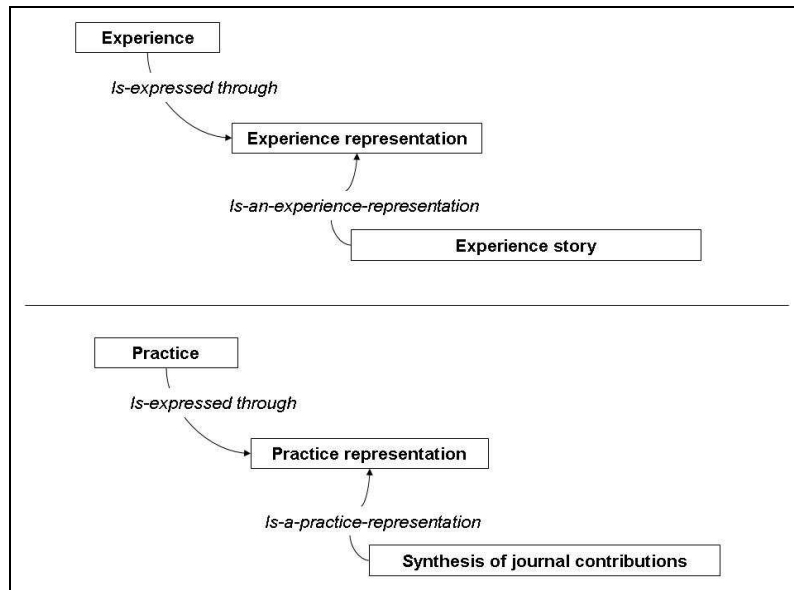 Experience
Is-expressed through
Experience representation
Is-an-experience-representation
Experience story
Practice
Is-expressed through
Practice representation
Is-a-practice-representation
Synthesis of journal contributions